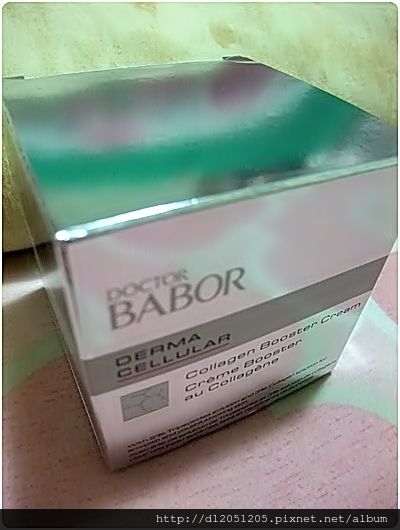 DOCTOR
BABOR
DERMA
CELLULAR
Collagen Booster Cream
Crème Booster
au Collagène
http://d12051205.pixnet.net/album